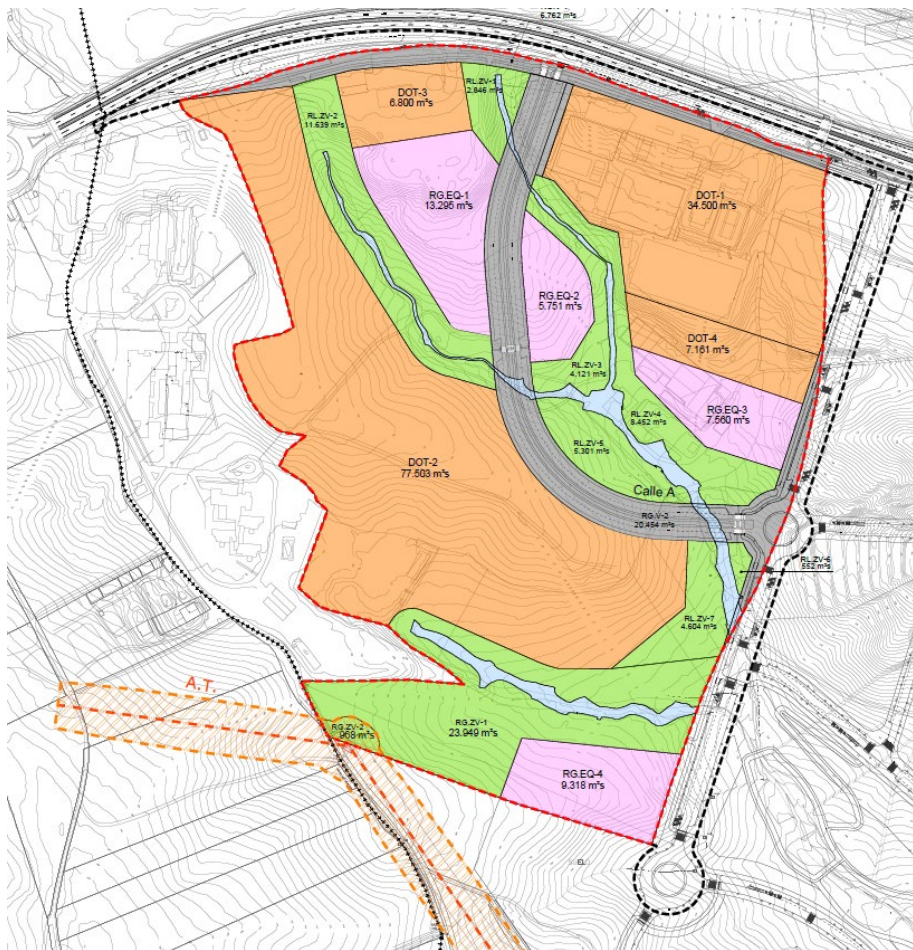 6.762 m²s
DOT-3
6.800 m²s
RL.ZV-1
2.846 m²s
RL.ZV-2
11.639 m²s
RG.EQ-1
13.295 m²s
DOT-1
34.500 m²s
RG.EQ-2
5.751 m²s
DOT-4
7.161 m²s
RL.ZV-3
4.121 m²s
RG.EQ-3
7.560 m²s
RL.ZV-4
8.452 m²s
RL.ZV-5
5.301 m²s
DOT-2
77.503 m²s
Calle A
RG.V-2
20.454 m²s
RL.ZV-6
552 m²s
RL.ZV-7
4.604 m²s
A.T.
RG.ZV-2
968 m²s
RG.ZV-1
23.949 m²s
RG.EQ-4
9.318 m²s